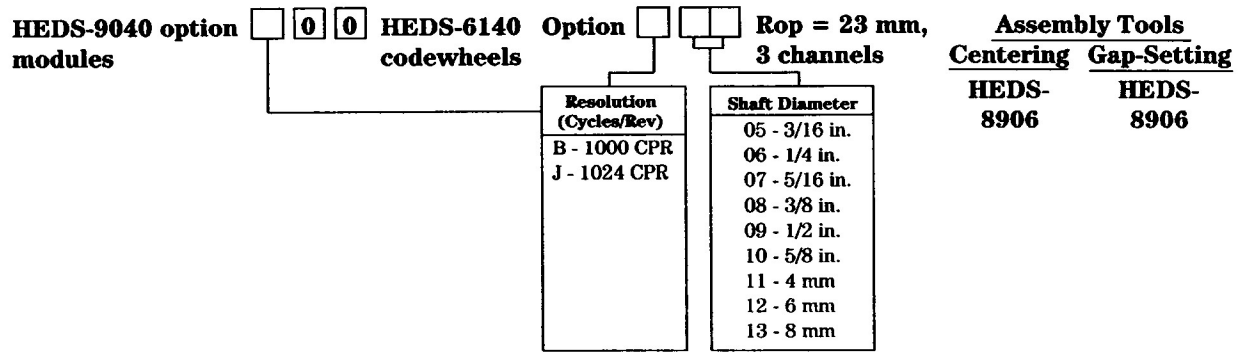 HEDS-9040 option 0 0 HEDS-6140 Option Rop = 23 mm,
modules codewheels 3 channels
Assembly Tools
Centering Gap-Setting
HEDS- HEDS-
8906 8906
Resolution
(Cycles/Rev)
B - 1000 CPR
J - 1024 CPR
Shaft Diameter
05 - 3/16 in.
06 - 1/4 in.
07 - 5/16 in.
08 - 3/8 in.
09 - 1/2 in.
10 - 5/8 in.
11 - 4 mm
12 - 6 mm
13 - 8 mm